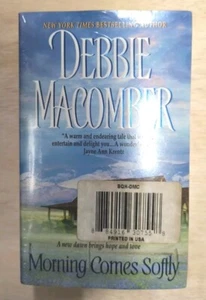 NEW YORK TIMES BESTSELLING AUTHOR
DEBBIE
MACOMBER
"A warm and endearing tale that will
entertain and delight you... A wonderful
Jayne Ann Krentz
PRINTED IN USA
A new dawn brings hope and love
Morning Comes Softly